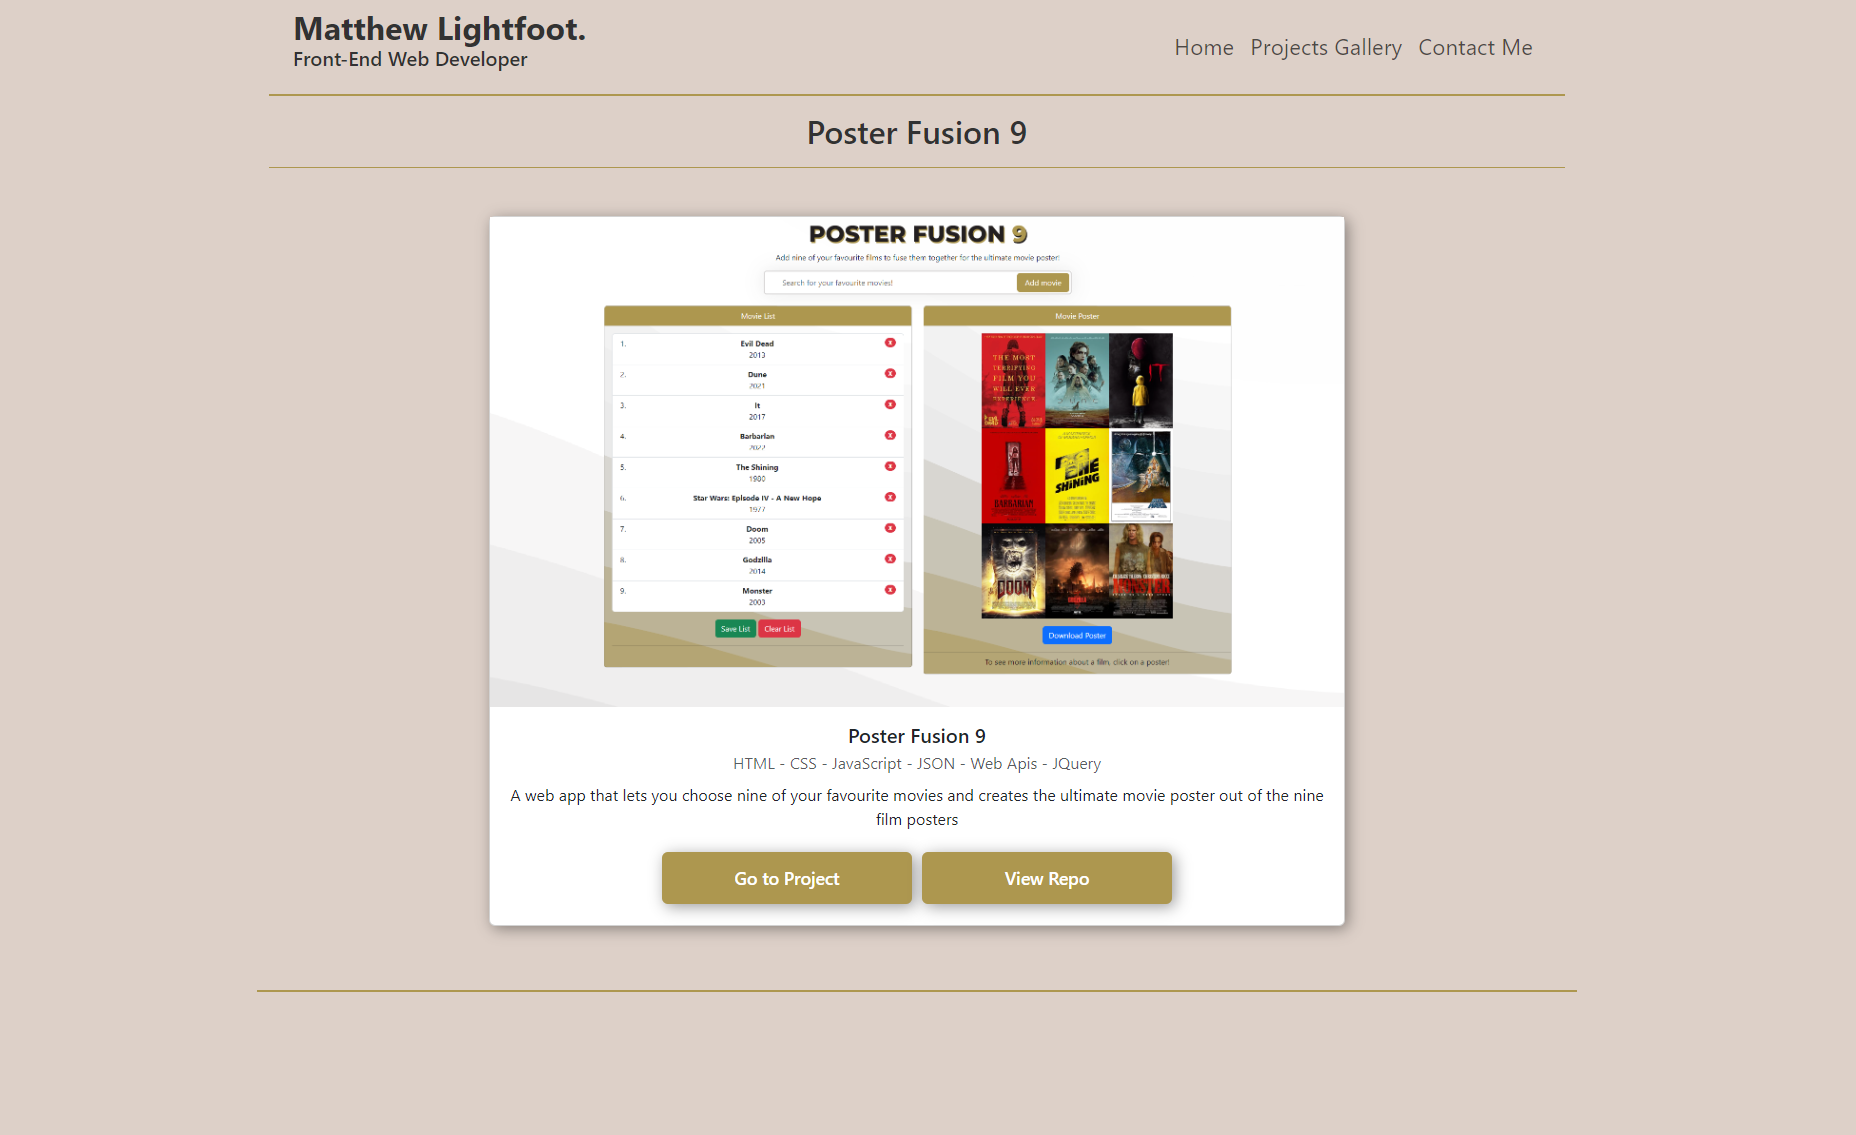 Matthew Lightfoot.
Front-End Web Developer
Home Projects Gallery Contact Me
Poster Fusion 9
POSTER FUSION 9
Add nine of your favourite films to fuse them together for the ultimate movie poster!
Search for your favourite movies!
Add movie
Movie List
1. Evil Dead x
2013
2. Dune x
2021
3. It x
2017
4. Barbarian x
2022
5. The Shining x
1980
6. Star Wars: Episode IV - A New Hope x
1977
7. Doom x
2005
8. Godzilla x
2014
9. Monster x
2003
Save List Clear List
Movie Poster
THE MOST
TERRIFYING
FILM YOU
WILL EVER
EXPERIENCE
IT
BARBARIAN
THE
SHiNiNG
DOOM
Download Poster
To see more information about a film, click on a poster!
Poster Fusion 9
HTML - CSS - JavaScript - JSON - Web Apis - JQuery
A web app that lets you choose nine of your favourite movies and creates the ultimate movie poster out of the nine
film posters
Go to Project View Repo